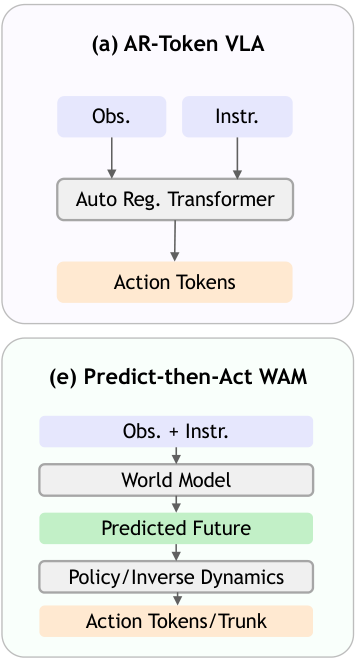 (a) AR-Token VLA
Obs.
Instr.
Auto Reg. Transformer
Action Tokens
(e) Predict-then-Act WAM
Obs. + Instr.
World Model
Predicted Future
Policy/Inverse Dynamics
Action Tokens/Trunk